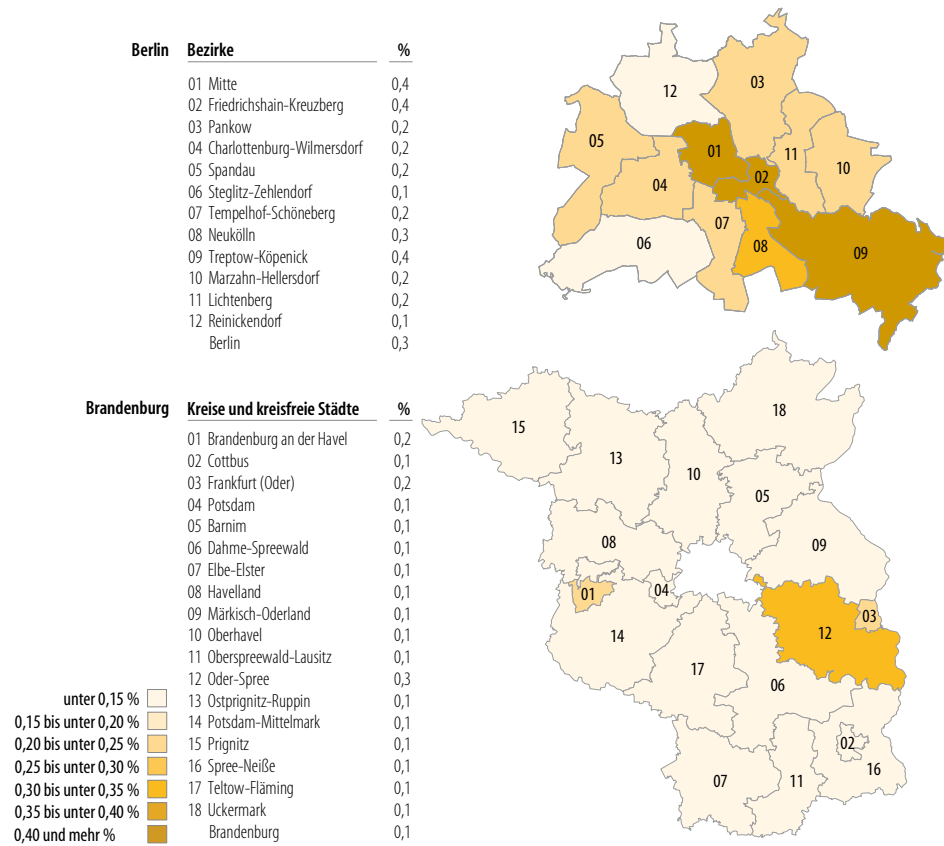 Berlin Bezirke %
01 Mitte 0,4
02 Friedrichshain-Kreuzberg 0,4
03 Pankow 0,2
04 Charlottenburg-Wilmersdorf 0,2
05 Spandau 0,2
06 Steglitz-Zehlendorf 0,1
07 Tempelhof-Schöneberg 0,2
08 Neukölln 0,3
09 Treptow-Köpenick 0,4
10 Marzahn-Hellersdorf 0,2
11 Lichtenberg 0,2
12 Reinickendorf 0,1
Berlin 0,3
12
03
05
01
11
10
02
04
07
06
08
09
Brandenburg Kreise und kreisfreie Städte %
01 Brandenburg an der Havel 0,2
02 Cottbus 0,1
03 Frankfurt (Oder) 0,2
04 Potsdam 0,1
05 Barnim 0,1
06 Dahme-Spreewald 0,1
07 Elbe-Elster 0,1
08 Havelland 0,1
09 Märkisch-Oderland 0,1
10 Oberhavel 0,1
11 Oberspreewald-Lausitz 0,1
12 Oder-Spree 0,3
13 Ostprignitz-Ruppin 0,1
14 Potsdam-Mittelmark 0,1
15 Prignitz 0,1
16 Spree-Neiße 0,1
17 Teltow-Fläming 0,1
18 Uckermark 0,1
Brandenburg 0,1
unter 0,15 %
0,15 bis unter 0,20 %
0,20 bis unter 0,25 %
0,25 bis unter 0,30 %
0,30 bis unter 0,35 %
0,35 bis unter 0,40 %
0,40 und mehr %
18
15
13
10
05
08
09
01
04
03
14
12
17
06
02
16
07
11